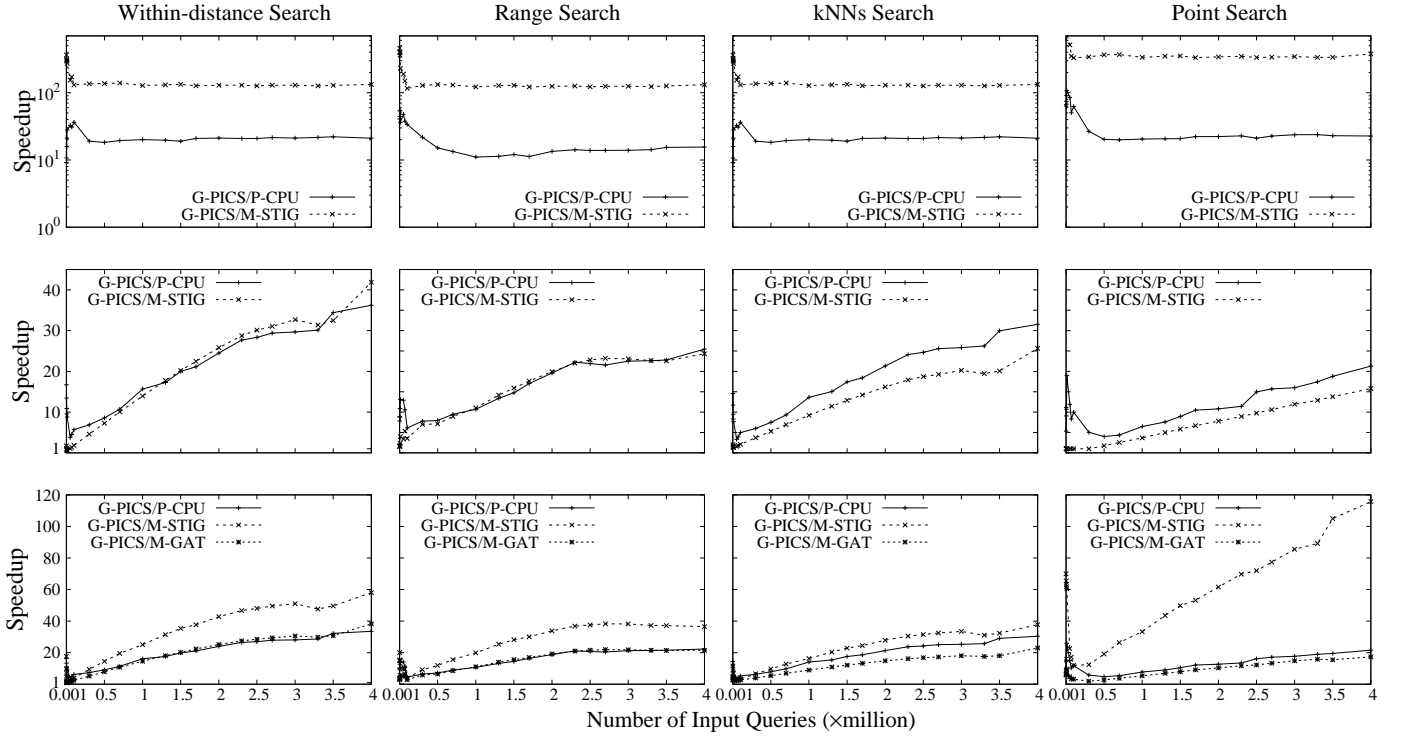 Within-distance Search Range Search kNNs Search Point Search
Speedup
10^2
10^1
10^0
G-PICS/P-CPU G-PICS/P-CPU G-PICS/P-CPU G-PICS/P-CPU
G-PICS/M-STIG G-PICS/M-STIG G-PICS/M-STIG G-PICS/M-STIG
Speedup
40
30
20
10
1
G-PICS/P-CPU G-PICS/P-CPU G-PICS/P-CPU G-PICS/P-CPU
G-PICS/M-STIG G-PICS/M-STIG G-PICS/M-STIG G-PICS/M-STIG
Speedup
120
100
80
60
40
20
1
G-PICS/P-CPU G-PICS/P-CPU G-PICS/P-CPU G-PICS/P-CPU
G-PICS/M-STIG G-PICS/M-STIG G-PICS/M-STIG G-PICS/M-STIG
G-PICS/M-GAT G-PICS/M-GAT G-PICS/M-GAT G-PICS/M-GAT
0.001 0.5 1 1.5 2 2.5 3 3.5 4 0.001 0.5 1 1.5 2 2.5 3 3.5 4 0.001 0.5 1 1.5 2 2.5 3 3.5 4 0.001 0.5 1 1.5 2 2.5 3 3.5 4
Number of Input Queries (×million)